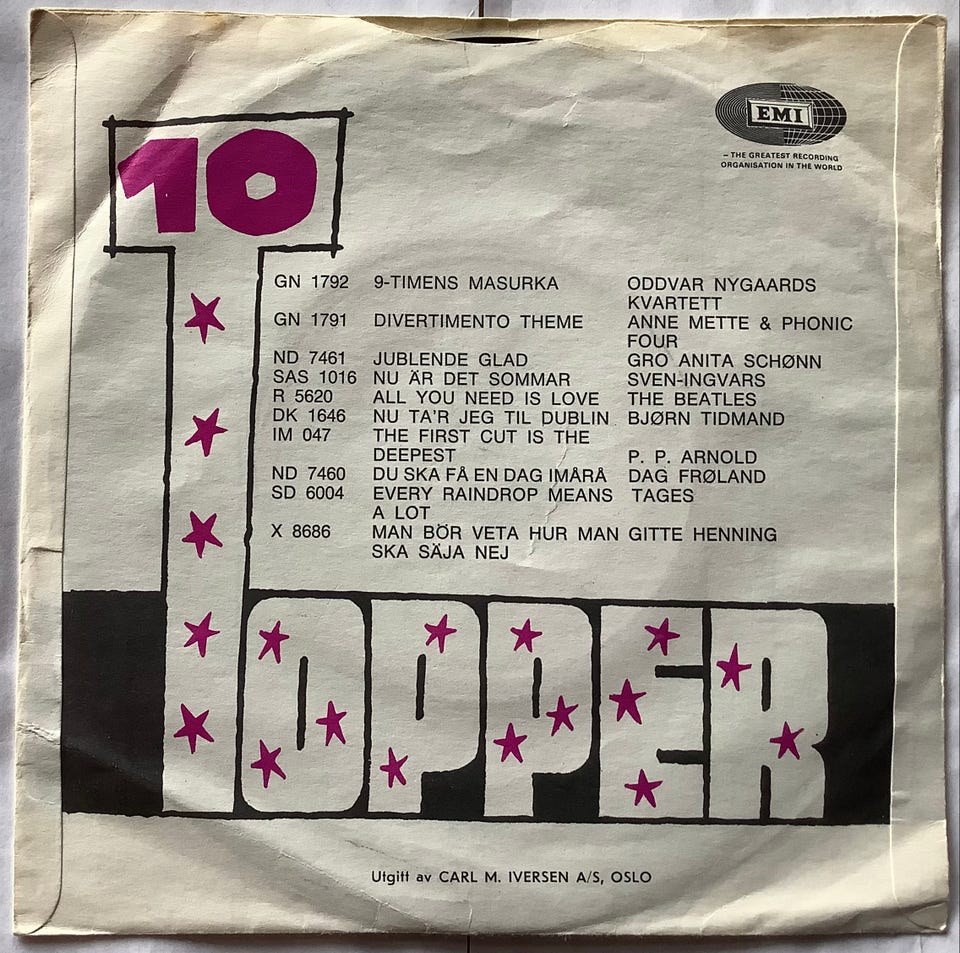 EMI
– THE GREATEST RECORDING
ORGANISATION IN THE WORLD
10
GN 1792 9-TIMENS MASURKA ODDVAR NYGAARDS
KVARTETT
GN 1791 DIVERTIMENTO THEME ANNE METTE & PHONIC
FOUR
ND 7461 JUBLENDE GLAD GRO ANITA SCHØNN
SAS 1016 NU ÄR DET SOMMAR SVEN-INGVARS
R 5620 ALL YOU NEED IS LOVE THE BEATLES
DK 1646 NU TA'R JEG TIL DUBLIN BJØRN TIDMAND
IM 047 THE FIRST CUT IS THE
DEEPEST P. P. ARNOLD
ND 7460 DU SKA FÅ EN DAG IMÅRÅ DAG FRØLAND
SD 6004 EVERY RAINDROP MEANS TAGES
A LOT
X 8686 MAN BÖR VETA HUR MAN GITTE HENNING
SKA SÄJA NEJ
TOPPER
Utgitt av CARL M. IVERSEN A/S, OSLO